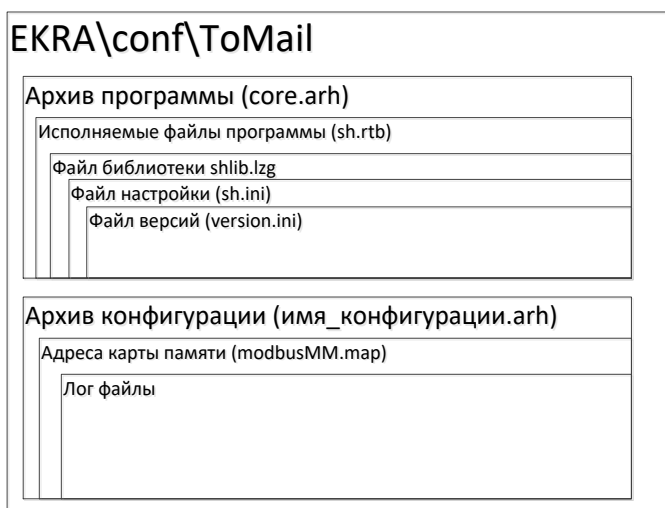 EKRA\conf\ToMail
Архив программы (core.arh)
Исполняемые файлы программы (sh.rtb)
Файл библиотеки shlib.lzg
Файл настройки (sh.ini)
Файл версий (version.ini)
Архив конфигурации (имя_конфигурации.arh)
Адреса карты памяти (modbusMM.map)
Лог файлы